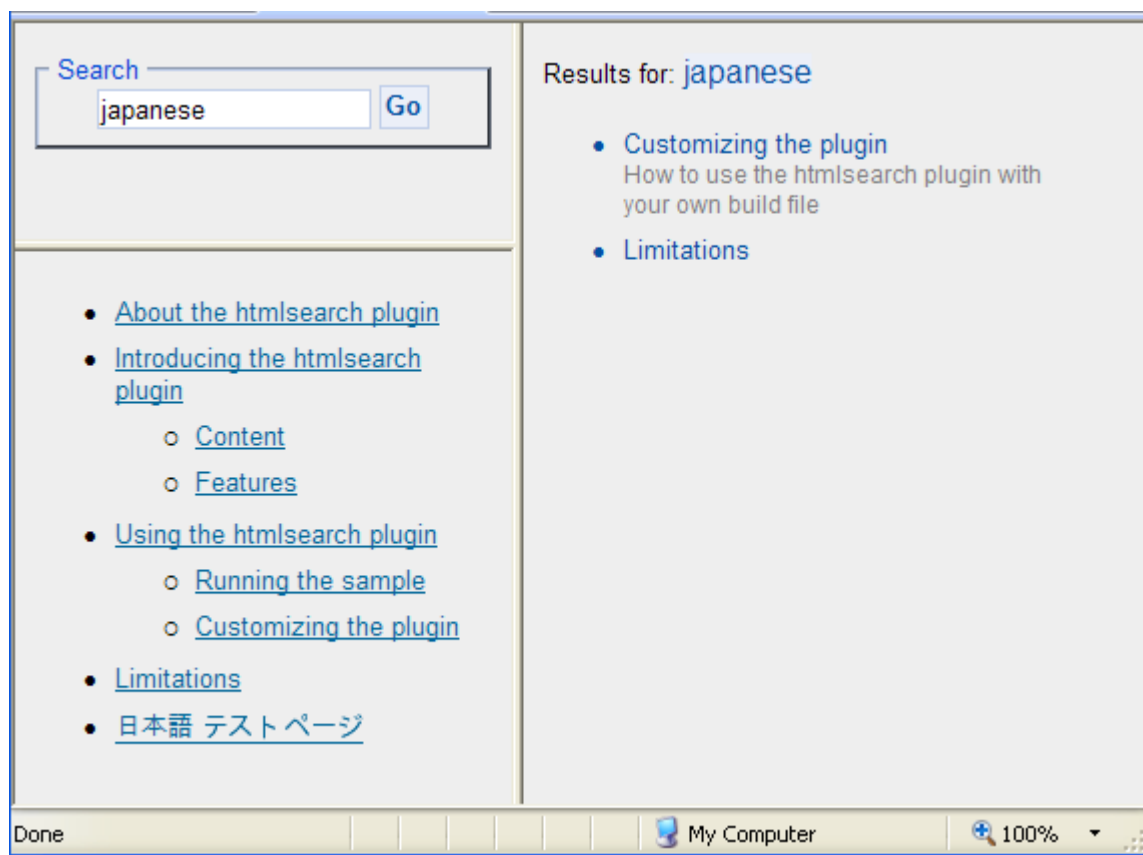 Search
japanese
Go
About the htmlsearch plugin
Introducing the htmlsearch
plugin
Content
Features
Using the htmlsearch plugin
Running the sample
Customizing the plugin
Limitations
日本語 テストページ
Results for: japanese
Customizing the plugin
How to use the htmlsearch plugin with
your own build file
Limitations
Done
My Computer
100%